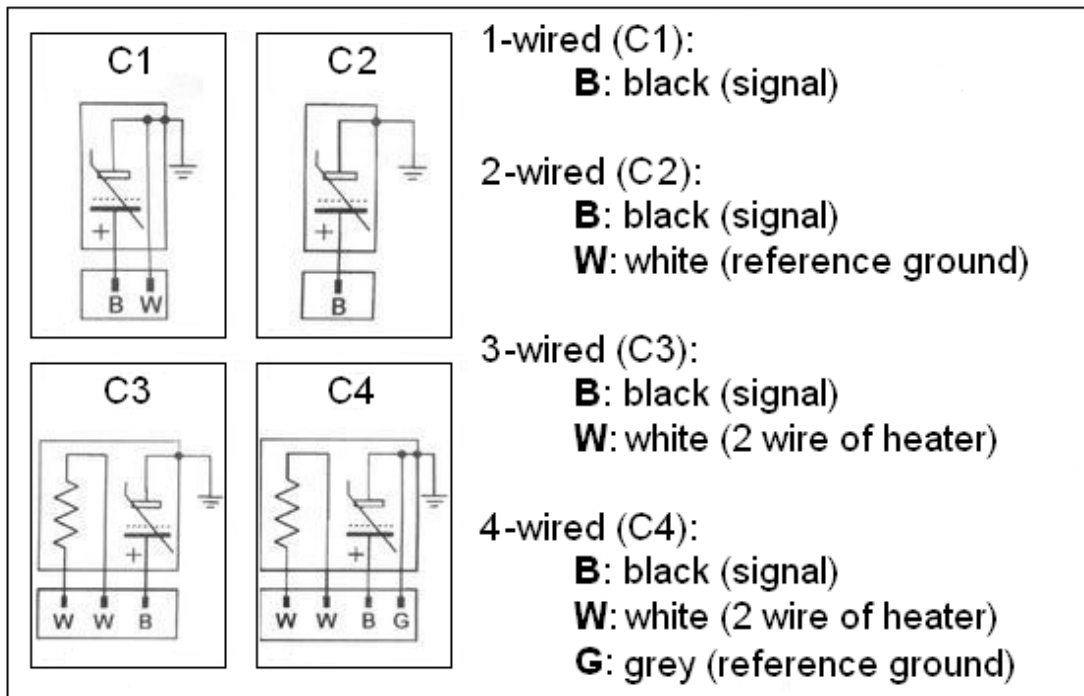 C1
B W
+
C2
B
+
C3
W W B
+
C4
W W B G
+
1-wired (C1):
B: black (signal)
2-wired (C2):
B: black (signal)
W: white (reference ground)
3-wired (C3):
B: black (signal)
W: white (2 wire of heater)
4-wired (C4):
B: black (signal)
W: white (2 wire of heater)
G: grey (reference ground)